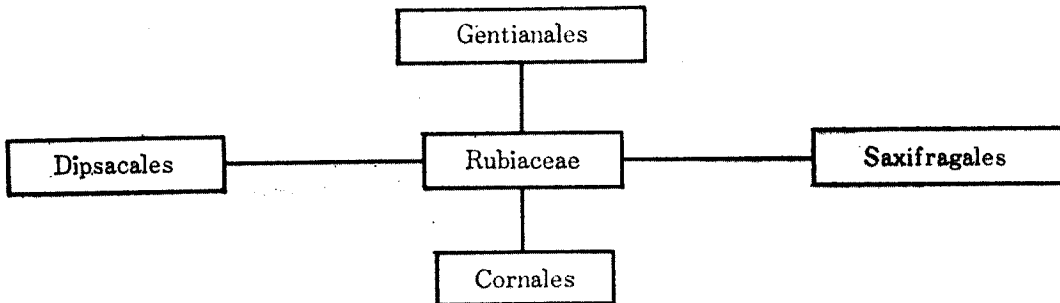 Gentianales
Dipsacales
Rubiaceae
Saxifragales
Cornales